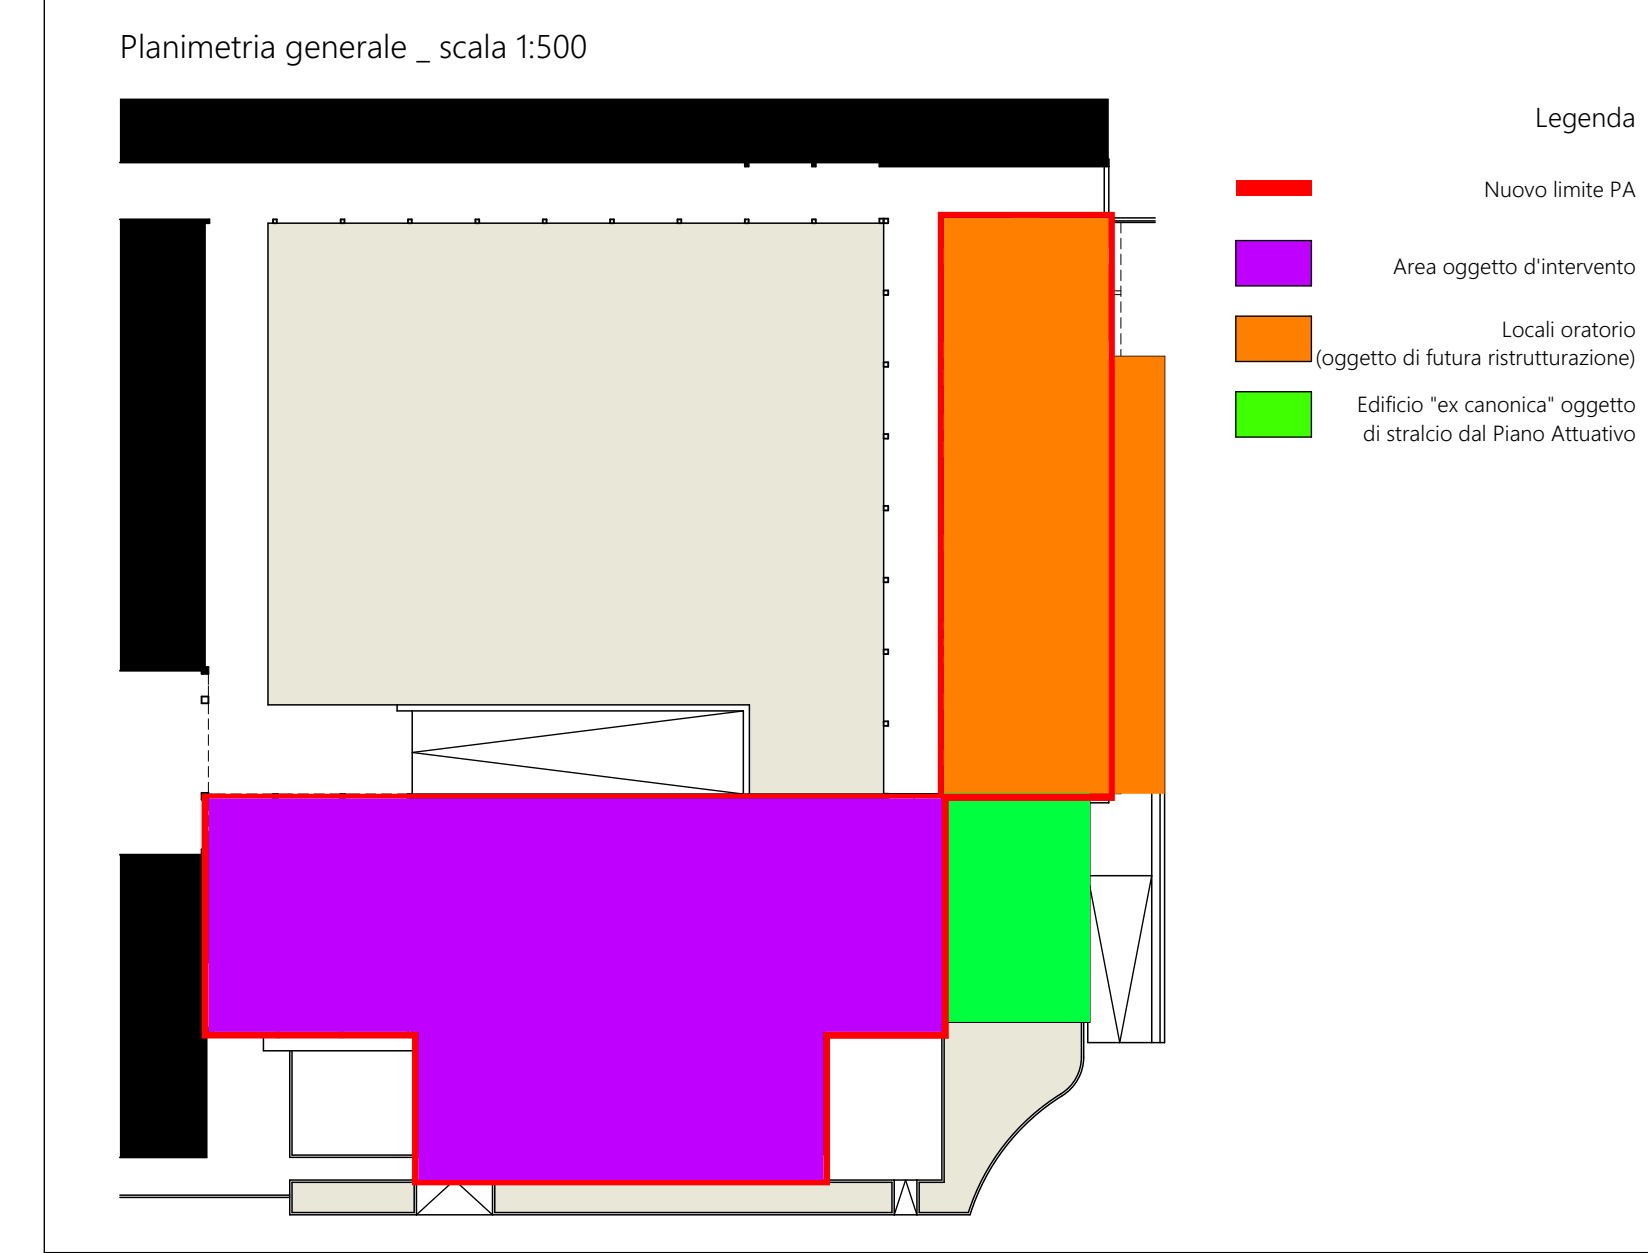 Planimetria generale _ scala 1:500
Legenda
Nuovo limite PA
Area oggetto d'intervento
Locali oratorio
(oggetto di futura ristrutturazione)
Edificio "ex canonica" oggetto
di stralcio dal Piano Attuativo